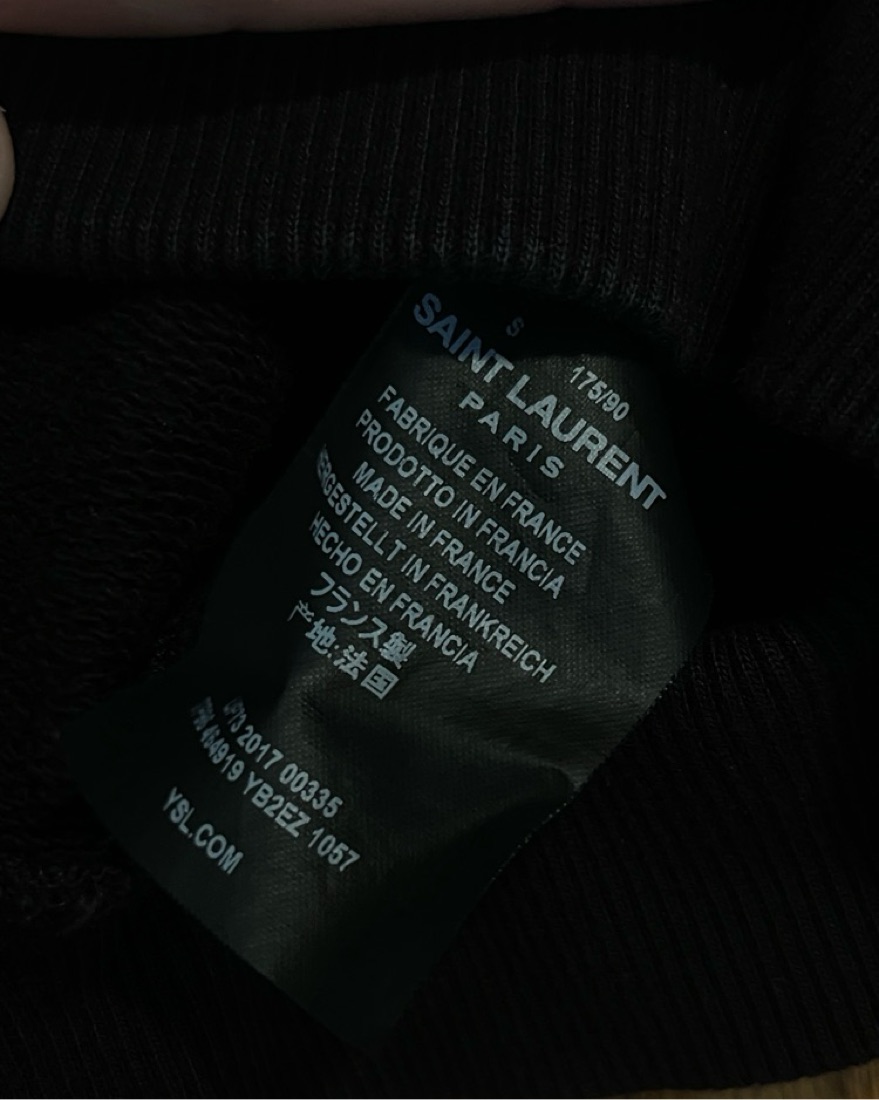 S
175/90
SAINT LAURENT
PARIS
FABRIQUE EN FRANCE
PRODOTTO IN FRANCIA
MADE IN FRANCE
HERGESTELLT IN FRANKREICH
HECHO EN FRANCIA
フランス製
产地:法国
2017 00335
464919 YB2EZ 1057
YSL.COM